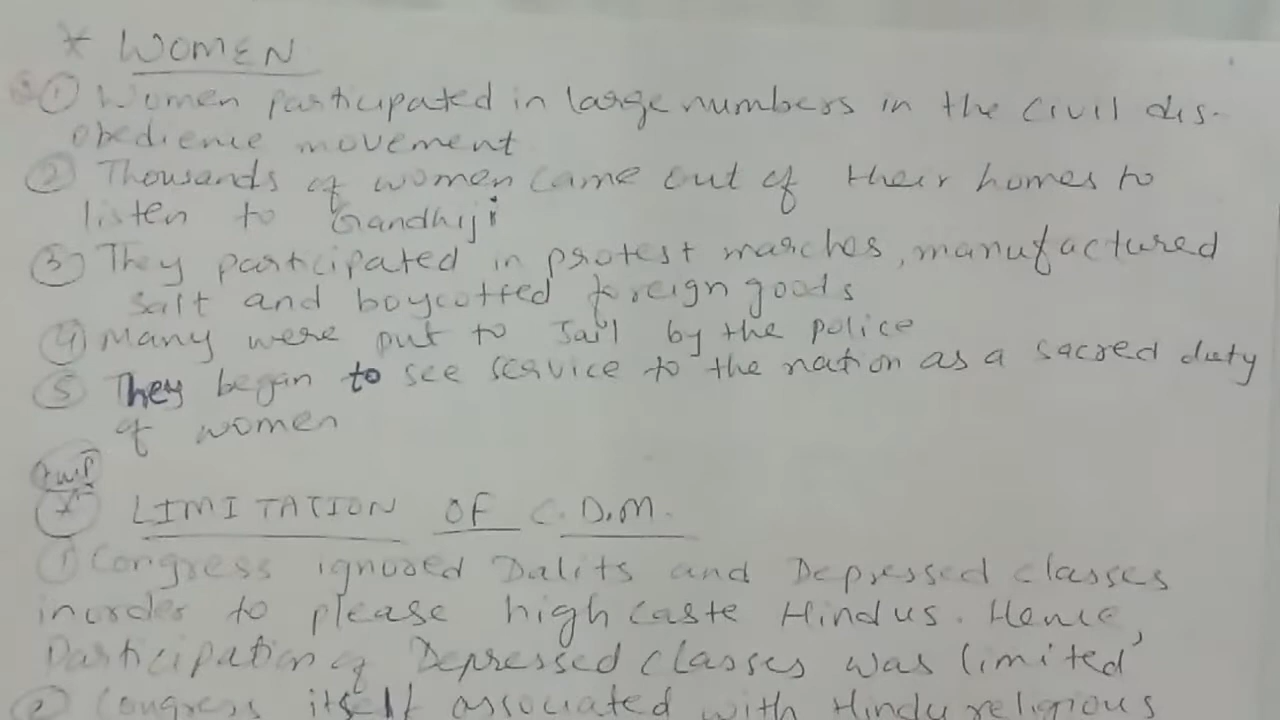 * WOMEN
① Women participated in large numbers in the civil dis-
obedience movement
② Thousands of women came out of their homes to
listen to Gandhiji
③ They participated in protest marches, manufactured
salt and boycotted foreign goods
④ Many were put to Jail by the police
⑤ They began to see service to the nation as a sacred duty
of women
* LIMITATION OF C.D.M.
① Congress ignored Dalits and Depressed classes
inorder to please high caste Hindus. Hence,
Participation of Depressed classes was limited
② Congress itself associated with Hindu religious